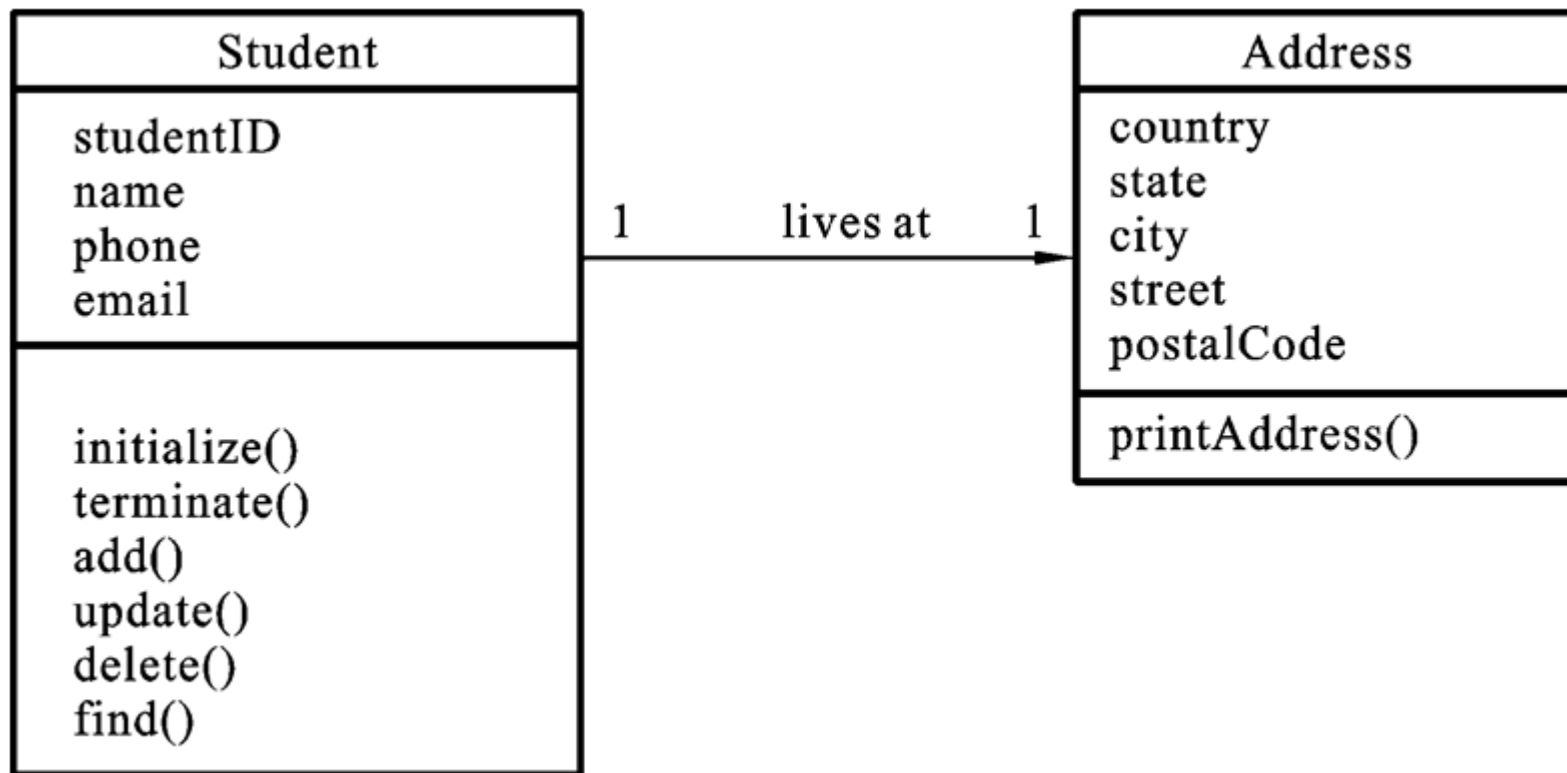 Student
studentID
name
phone
email
initialize()
terminate()
add()
update()
delete()
find()
1 lives at 1
Address
country
state
city
street
postalCode
printAddress()